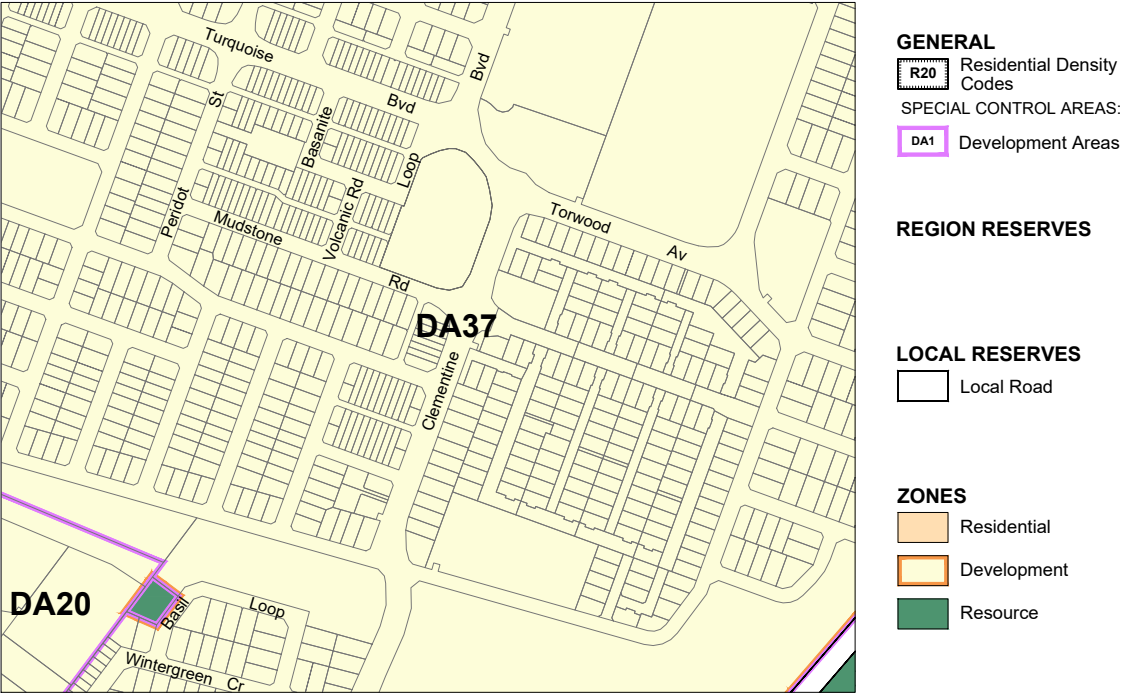 Turquoise
Bvd
Bvd
St
Basanite
Loop
Peridot
Volcanic Rd
Mudstone
Rd
Torwood
Av
DA37
Clementine
DA20
Basil
Loop
Wintergreen Cr
GENERAL
R20
Residential Density
Codes
SPECIAL CONTROL AREAS:
DA1
Development Areas
REGION RESERVES
LOCAL RESERVES
Local Road
ZONES
Residential
Development
Resource